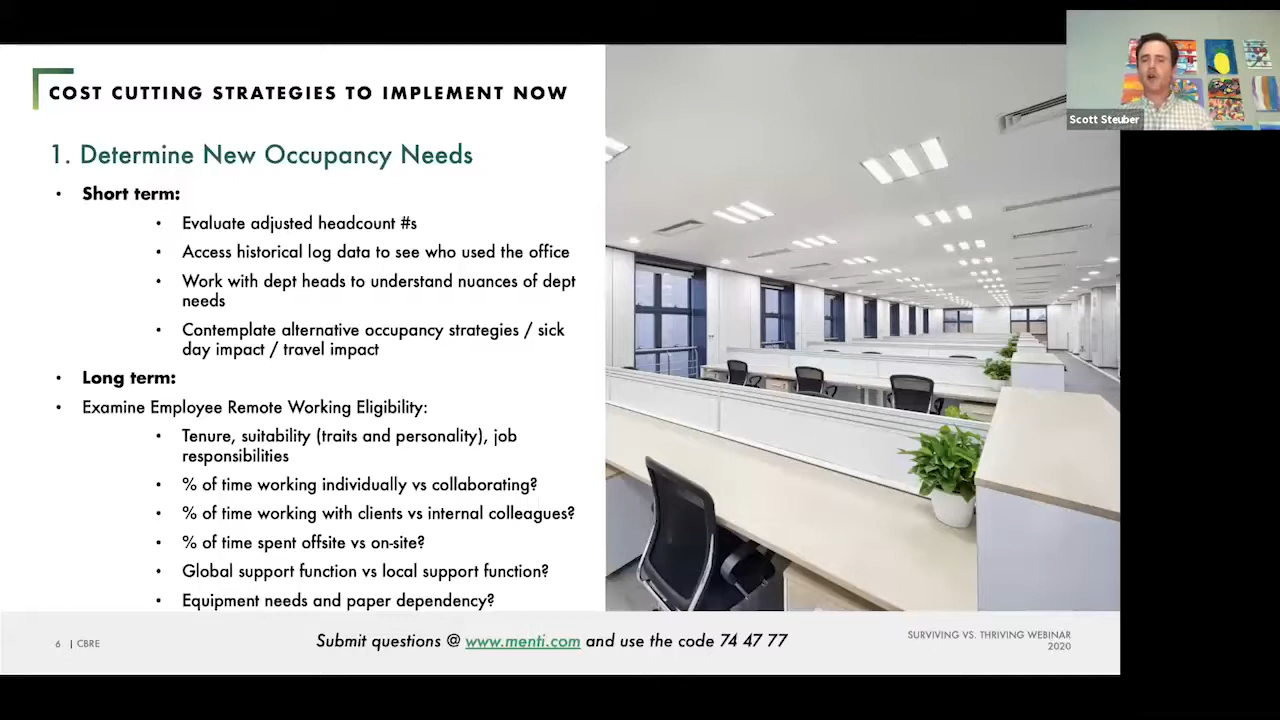 Scott Steuber
COST CUTTING STRATEGIES TO IMPLEMENT NOW
1. Determine New Occupancy Needs
• Short term:
• Evaluate adjusted headcount #s
• Access historical log data to see who used the office
• Work with dept heads to understand nuances of dept
needs
• Contemplate alternative occupancy strategies / sick
day impact / travel impact
• Long term:
• Examine Employee Remote Working Eligibility:
• Tenure, suitability (traits and personality), job
responsibilities
• % of time working individually vs collaborating?
• % of time working with clients vs internal colleagues?
• % of time spent offsite vs on-site?
• Global support function vs local support function?
• Equipment needs and paper dependency?
6 | CBRE
Submit questions @ www.menti.com and use the code 74 47 77
SURVIVING VS. THRIVING WEBINAR
2020